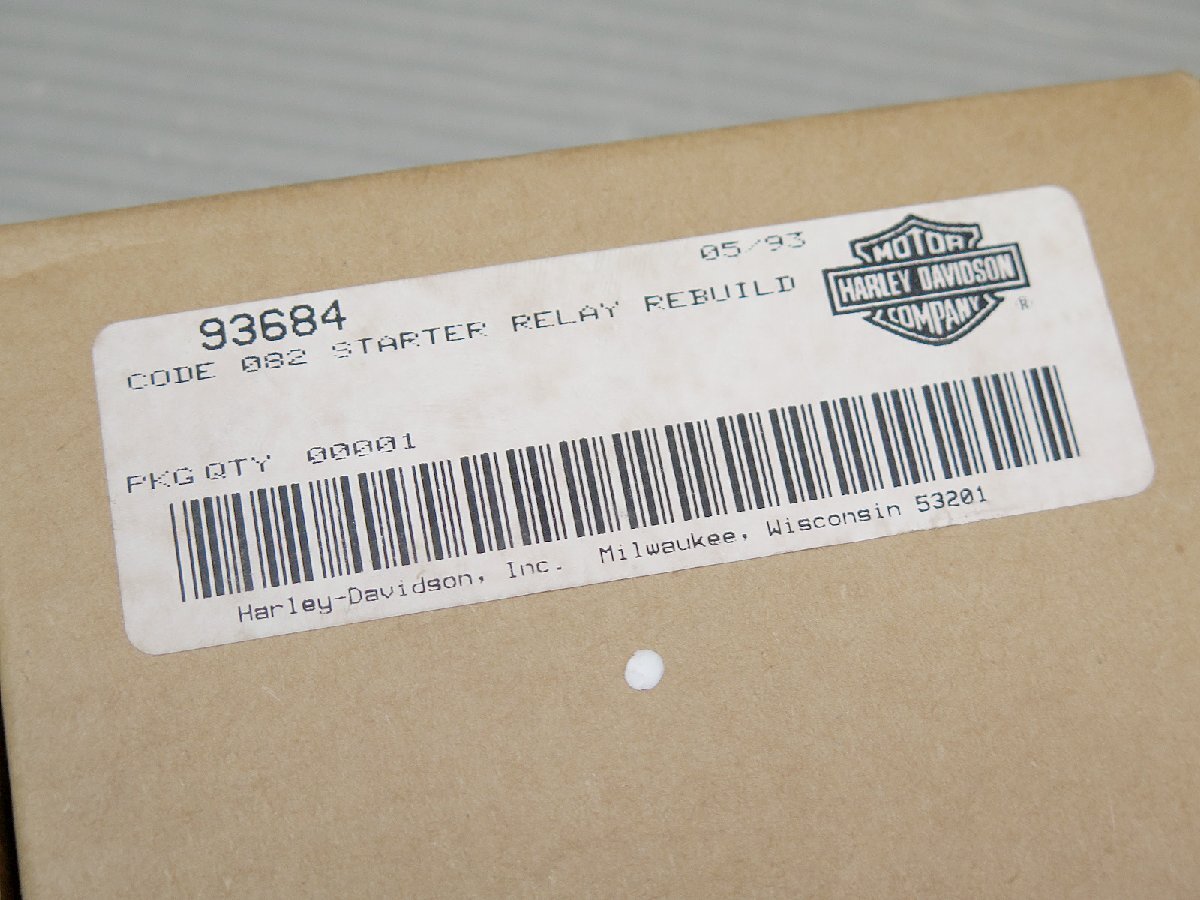 05/93
93684
CODE 082 STARTER RELAY REBUILD
MOTOR
HARLEY-DAVIDSON
COMPANY
®
PKG QTY 00001
Harley-Davidson, Inc. Milwaukee, Wisconsin 53201